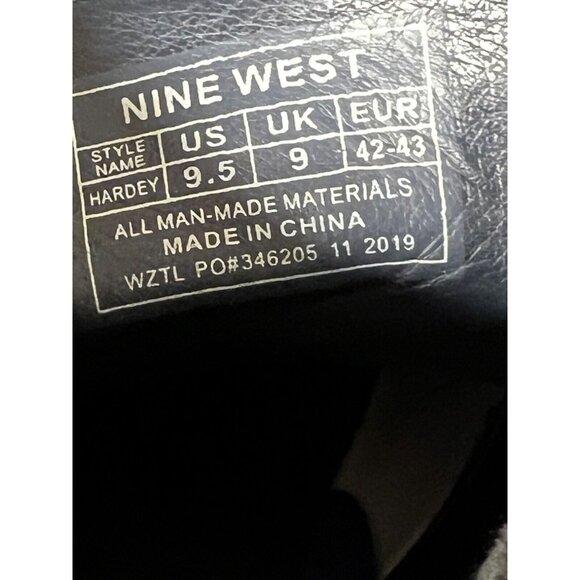 NINE WEST
STYLE NAME US UK EUR.
HARDEY 9.5 9 42-43
ALL MAN-MADE MATERIALS
MADE IN CHINA
WZTL PO#346205 11 2019